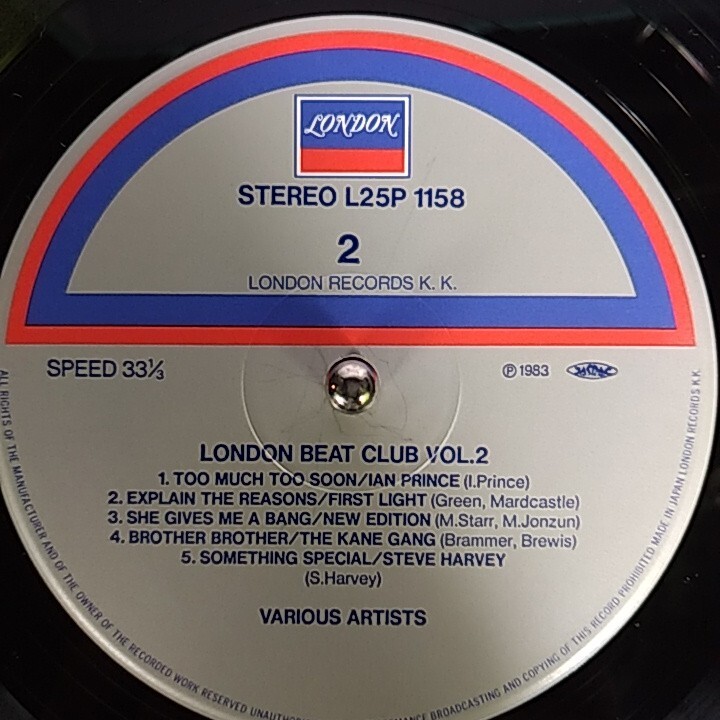 LONDON
STEREO L25P 1158
2
LONDON RECORDS K. K.
SPEED 33⅓
Ⓟ1983
LONDON BEAT CLUB VOL.2
1. TOO MUCH TOO SOON/IAN PRINCE (I.Prince)
2. EXPLAIN THE REASONS/FIRST LIGHT (Green, Mardcastle)
3. SHE GIVES ME A BANG/NEW EDITION (M.Starr, M.Jonzun)
4. BROTHER BROTHER/THE KANE GANG (Brammer, Brewis)
5. SOMETHING SPECIAL/STEVE HARVEY
(S.Harvey)
VARIOUS ARTISTS
ALL RIGHTS OF THE MANUFACTURER AND OF THE OWNER OF THE RECORDED WORK RESERVED
BROADCASTING AND COPYING OF THIS RECORD PROHIBITED MADE IN JAPAN LONDON RECORDS K.K.